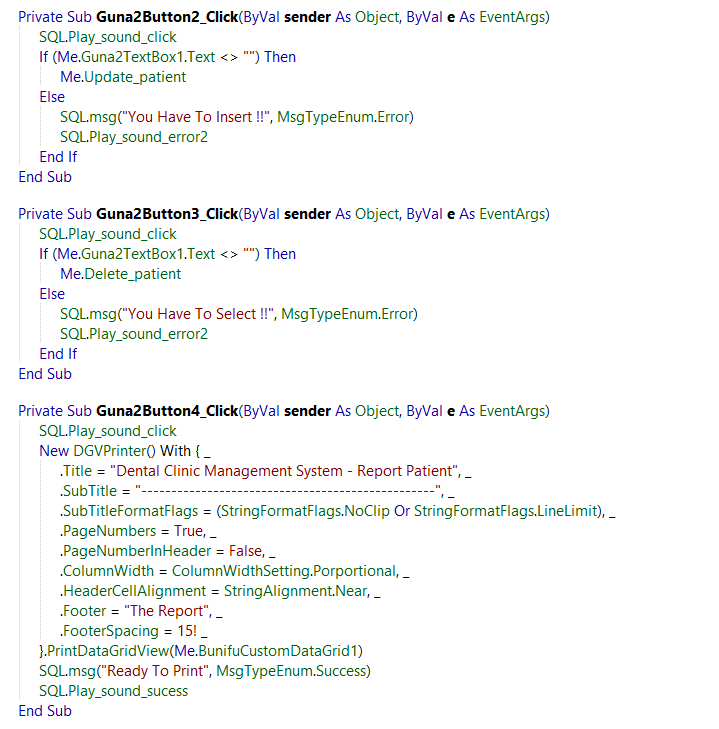 Private Sub Guna2Button2_Click(ByVal sender As Object, ByVal e As EventArgs)
SQL.Play_sound_click
If (Me.Guna2TextBox1.Text <> "") Then
Me.Update_patient
Else
SQL.msg("You Have To Insert !!", MsgTypeEnum.Error)
SQL.Play_sound_error2
End If
End Sub
Private Sub Guna2Button3_Click(ByVal sender As Object, ByVal e As EventArgs)
SQL.Play_sound_click
If (Me.Guna2TextBox1.Text <> "") Then
Me.Delete_patient
Else
SQL.msg("You Have To Select !!", MsgTypeEnum.Error)
SQL.Play_sound_error2
End If
End Sub
Private Sub Guna2Button4_Click(ByVal sender As Object, ByVal e As EventArgs)
SQL.Play_sound_click
New DGVPrinter() With { _
.Title = "Dental Clinic Management System - Report Patient", _
.SubTitle = "-------------------------------------------------", _
.SubTitleFormatFlags = (StringFormatFlags.NoClip Or StringFormatFlags.LineLimit), _
.PageNumbers = True, _
.PageNumberInHeader = False, _
.ColumnWidth = ColumnWidthSetting.Porportional, _
.HeaderCellAlignment = StringAlignment.Near, _
.Footer = "The Report", _
.FooterSpacing = 15! _
}.PrintDataGridView(Me.BunifuCustomDataGrid1)
SQL.msg("Ready To Print", MsgTypeEnum.Success)
SQL.Play_sound_sucess
End Sub